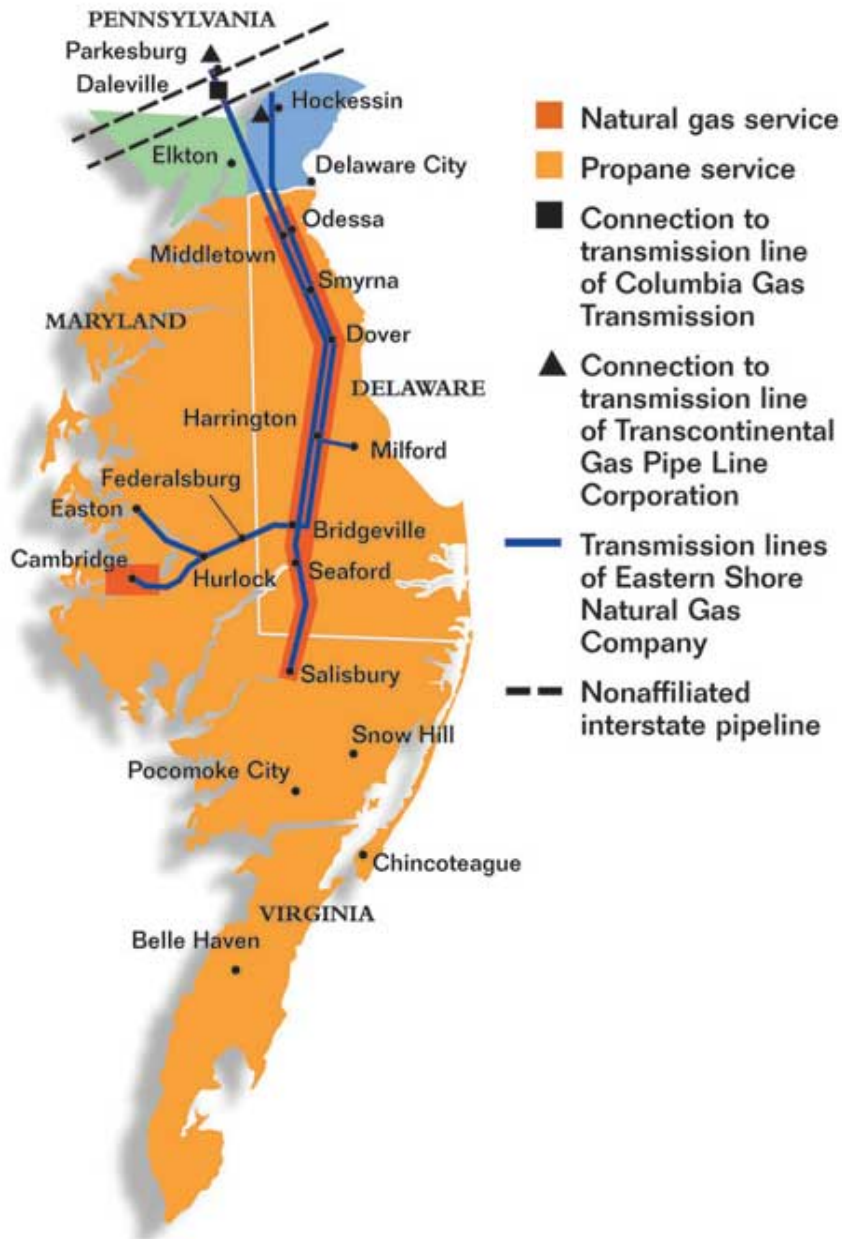 PENNSYLVANIA
Parkesburg
Daleville
Hockessin
Elkton
Delaware City
Odessa
Middletown
Smyrna
MARYLAND
Dover
DELAWARE
Harrington
Milford
Federalsburg
Easton
Bridgeville
Cambridge
Hurlock
Seaford
Salisbury
Snow Hill
Pocomoke City
Chincoteague
VIRGINIA
Belle Haven
Natural gas service
Propane service
Connection to
transmission line
of Columbia Gas
Transmission
Connection to
transmission line
of Transcontinental
Gas Pipe Line
Corporation
Transmission lines
of Eastern Shore
Natural Gas
Company
Nonaffiliated
interstate pipeline